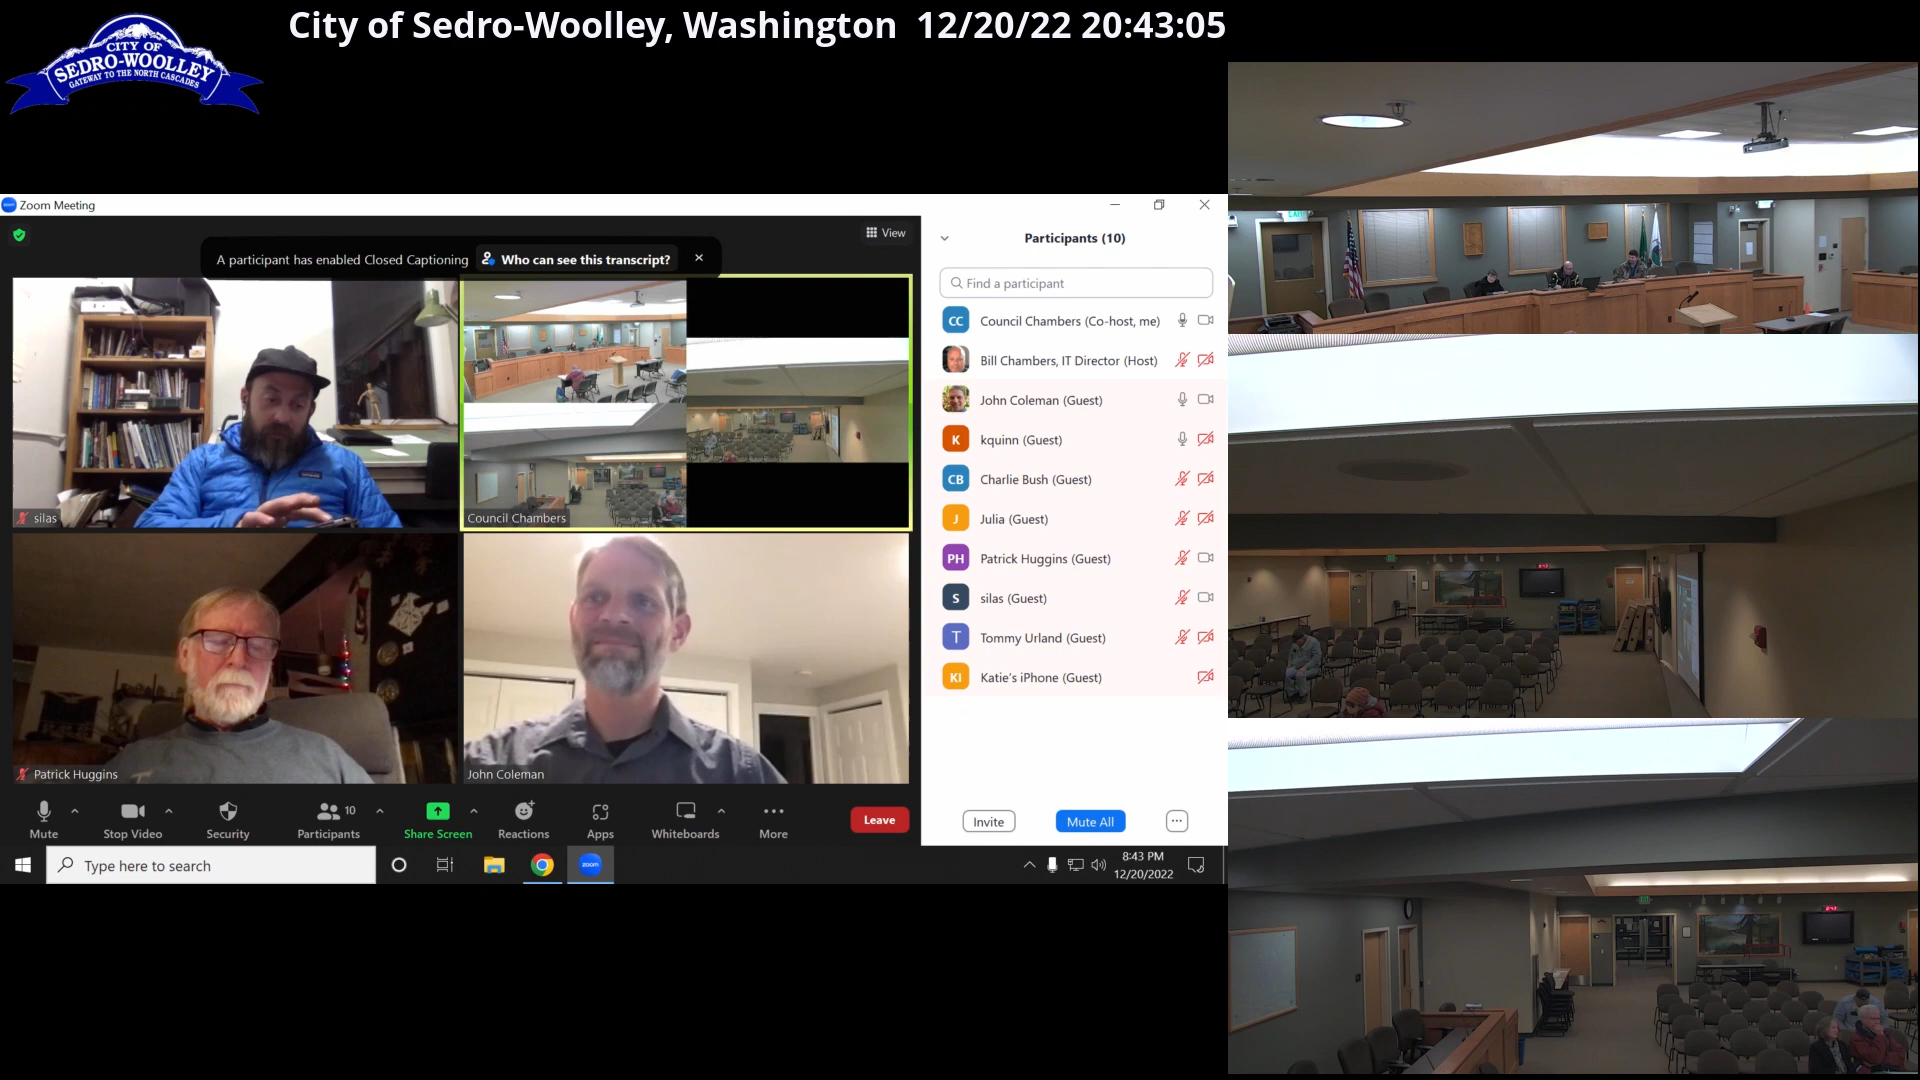 City of Sedro-Woolley, Washington 12/20/22 20:43:05
CITY OF
SEDRO-WOOLLEY
GATEWAY TO THE NORTH CASCADES
Zoom Meeting
View
A participant has enabled Closed Captioning
Who can see this transcript?
silas
Council Chambers
Patrick Huggins
John Coleman
Participants (10)
Find a participant
CC Council Chambers (Co-host, me)
Bill Chambers, IT Director (Host)
John Coleman (Guest)
K kquinn (Guest)
CB Charlie Bush (Guest)
J Julia (Guest)
PH Patrick Huggins (Guest)
S silas (Guest)
T Tommy Urland (Guest)
KI Katie's iPhone (Guest)
Invite
Mute All
Mute
Stop Video
Security
10
Participants
Share Screen
Reactions
Apps
Whiteboards
More
Leave
Type here to search
zoom
8:43 PM
12/20/2022